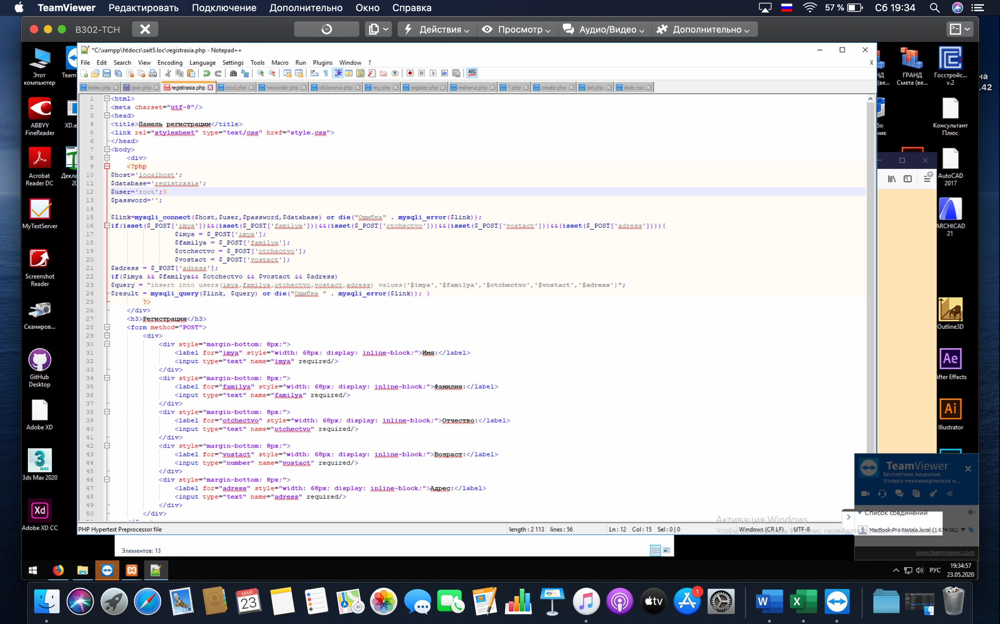 TeamViewer Редактировать Подключение Дополнительно Окно Справка 57 % Сб 19:34
B302-TCH Действия Просмотр Аудио/Видео Дополнительно
*C:\xampp\htdocs\sait5.loc\registrasia.php - Notepad++
File Edit Search View Encoding Language Settings Tools Macro Run Plugins Window ? X
index.php qwe.php registrasia.php prod.php neworder.php otklonena.php reg.php register.php reshena.php 1.php create.php del.php style.css
1 <html>
2 <meta charset="utf-8"/>
3 <head>
4 <title>Панель регистрации</title>
5 <link rel="stylesheet" type="text/css" href="style.css">
6 </head>
7 <body>
8 <div>
9 <?php
10 $host='localhost';
11 $database='registrasia';
12 $user='root';3
13 $password='';
14
15 $link=mysqli_connect($host,$user,$password,$database) or die("Ошибка" . mysqli_error($link));
16 if(isset($_POST['imya'])&&(isset($_POST['familya']))&&(isset($_POST['otchectvo']))&&(isset($_POST['vostact']))&&(isset($_POST['adress']))){
17 $imya = $_POST['imya'];
18 $familya = $_POST['familya'];
19 $otchectvo = $_POST['otchectvo'];
20 $vostact = $_POST['vostact'];
21 $adress = $_POST['adress'];
22 if($imya && $familya&& $otchectvo && $vostact && $adress)
23 $query = "insert into users(imya,familya,otchectvo,vostact,adress) values('$imya','$familya','$otchectvo','$vostact','$adress')";
24 $result = mysqli_query($link, $query) or die("Ошибка " . mysqli_error($link)); }
25 ?>
26 </div>
27 <h3>Регистрация</h3>
28 <form method="POST">
29 <div>
30 <div style="margin-bottom: 8px;">
31 <label for="imya" style="width: 68px; display: inline-block;">Имя:</label>
32 <input type="text" name="imya" required/>
33 </div>
34 <div style="margin-bottom: 8px;">
35 <label for="familya" style="width: 68px; display: inline-block;">Фамилия:</label>
36 <input type="text" name="familya" required/>
37 </div>
38 <div style="margin-bottom: 8px;">
39 <label for="otchectvo" style="width: 68px; display: inline-block;">Отчество:</label>
40 <input type="text" name="otchectvo" required/>
41 </div>
42 <div style="margin-bottom: 8px;">
43 <label for="vostact" style="width: 68px; display: inline-block;">Возраст:</label>
44 <input type="number" name="vostact" required/>
45 </div>
46 <div style="margin-bottom: 8px;">
47 <label for="adress" style="width: 68px; display: inline-block;">Адрес:</label>
48 <input type="text" name="adress" required/>
49 </div>
50 </div>
PHP Hypertext Preprocessor file length : 2 113 lines : 56 Ln : 12 Col : 15 Sel : 0 | 0 Windows (CR LF) UTF-8
Активация Windows
Чтобы активировать Windows, перейдите в раздел
Элементов: 13
Этот
компьютер
Team
ABBYY
FineReader
XD.e
Acrobat
Reader DC
Декла
20
MyTestServer
Screenshot
Reader
Сканиров...
GitHub
Desktop
Adobe XD
3
MAX
3ds Max 2020
Xd
Adobe XD CC
НД
(ве...
ГРАНД
Смета (ве...
Госстройс...
v.2
на
.42
бо
чик
Консультант
Плюс
AutoCAD
2017
ARCHICAD
21
Outline3D
Ae
After Effects
Ai
Illustrator
TeamViewer
Бесплатная лицензия
(только некоммерческое и...
Список соединений
MacBook-Pro-Natala.local (1 674 062
www.teamviewer.com
РУС
19:34:57
23.05.2020
МАЙ
23
3D
PAGES
tv
1
W
X